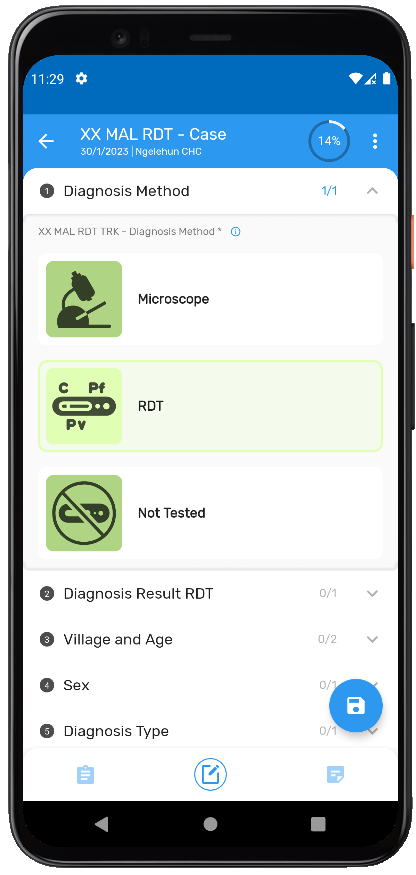 11:29
XX MAL RDT - Case
30/1/2023 | Ngelehun CHC
14%
1 Diagnosis Method 1/1
XX MAL RDT TRK - Diagnosis Method *
Microscope
C Pf
Pv
RDT
Not Tested
2 Diagnosis Result RDT 0/1
3 Village and Age 0/2
4 Sex 0/1
5 Diagnosis Type 0/1